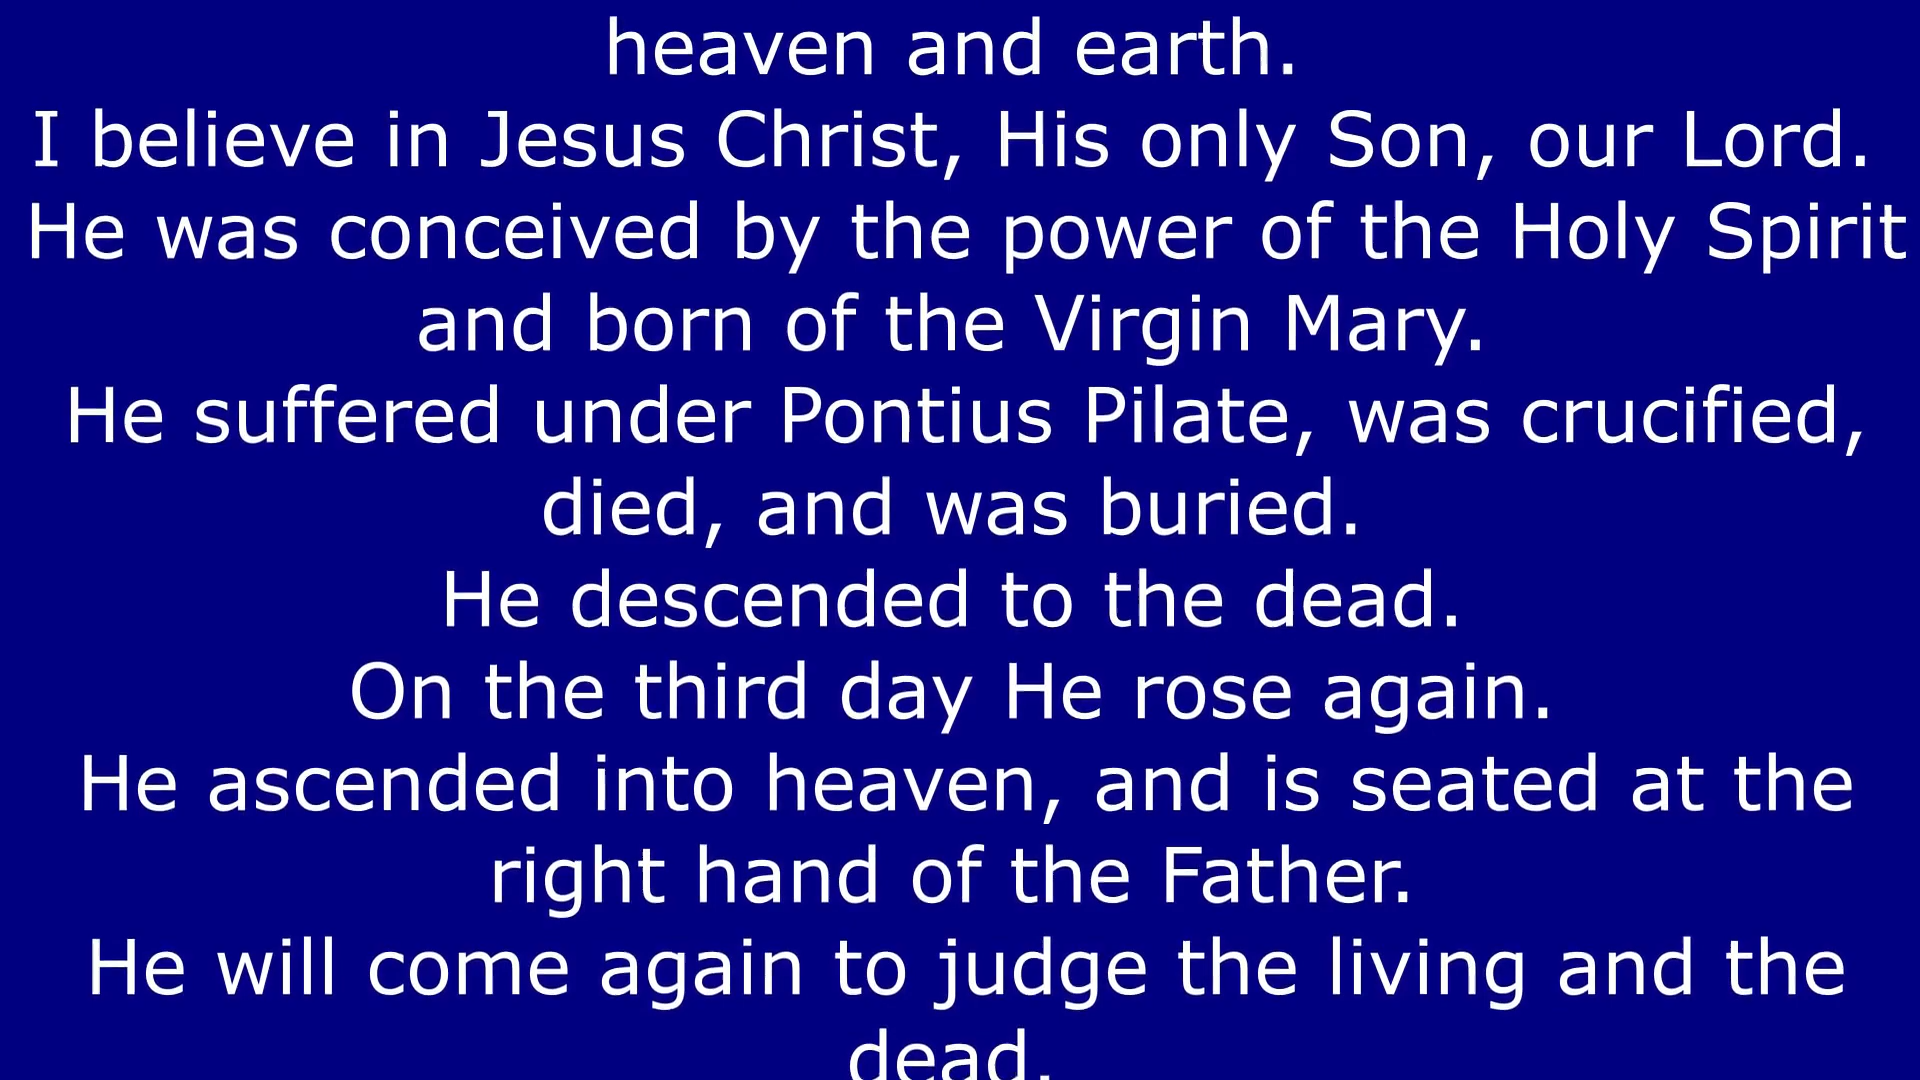 heaven and earth.
I believe in Jesus Christ, His only Son, our Lord.
He was conceived by the power of the Holy Spirit
and born of the Virgin Mary.
He suffered under Pontius Pilate, was crucified,
died, and was buried.
He descended to the dead.
On the third day He rose again.
He ascended into heaven, and is seated at the
right hand of the Father.
He will come again to judge the living and the
dead.